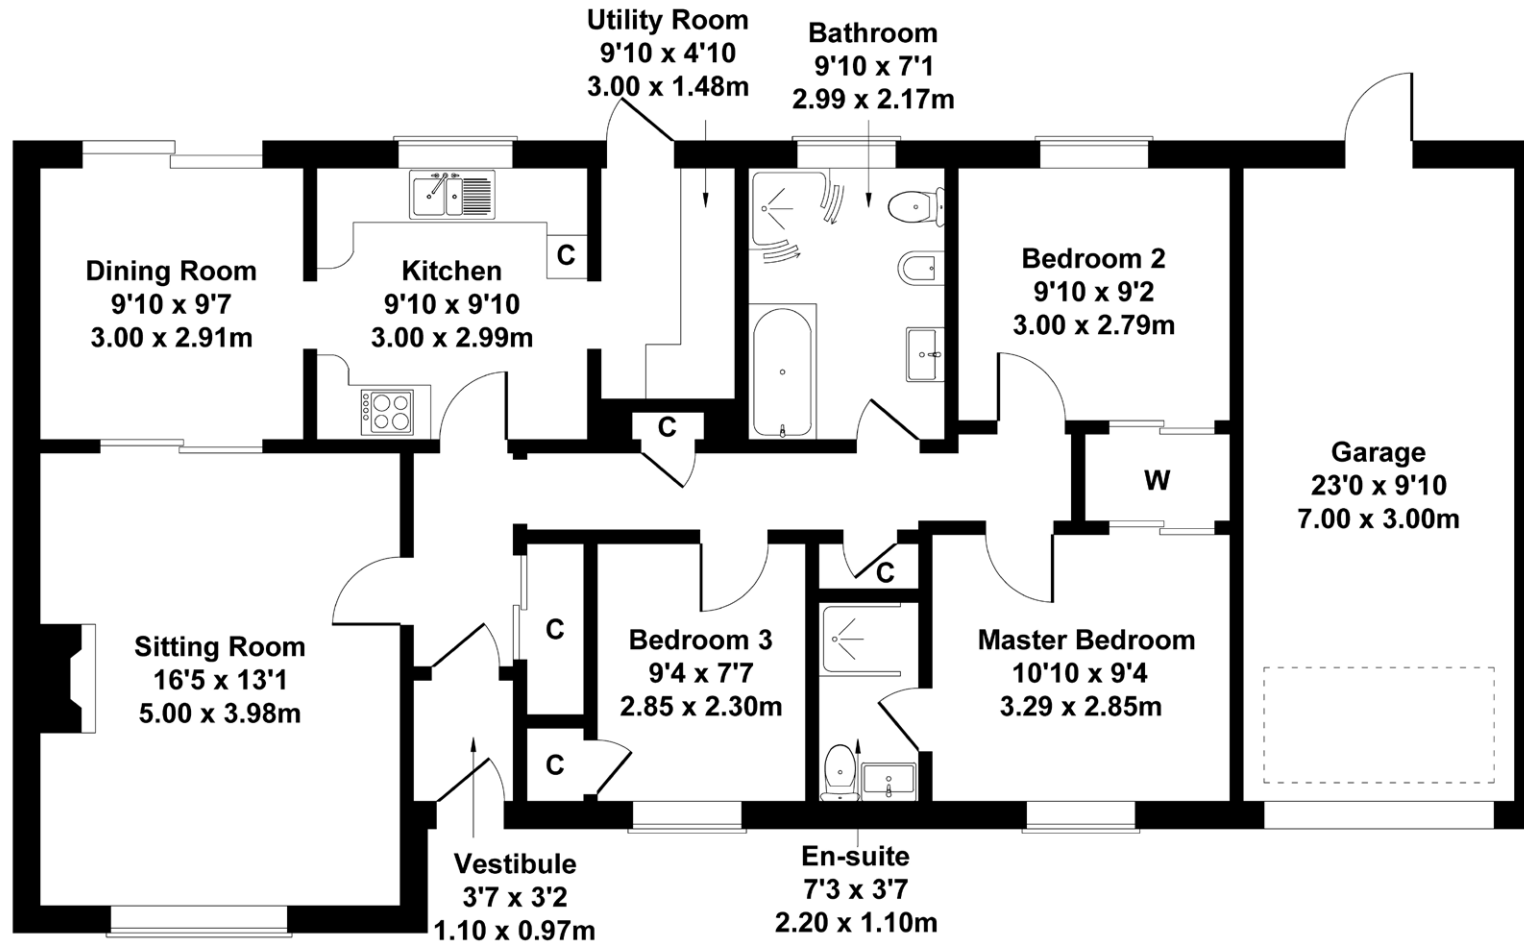 Utility Room
9'10 x 4'10
3.00 x 1.48m
Bathroom
9'10 x 7'1
2.99 x 2.17m
Dining Room
9'10 x 9'7
3.00 x 2.91m
Kitchen
9'10 x 9'10
3.00 x 2.99m
C
Bedroom 2
9'10 x 9'2
3.00 x 2.79m
C
W
Garage
23'0 x 9'10
7.00 x 3.00m
Sitting Room
16'5 x 13'1
5.00 x 3.98m
C
C
Bedroom 3
9'4 x 7'7
2.85 x 2.30m
C
Master Bedroom
10'10 x 9'4
3.29 x 2.85m
Vestibule
3'7 x 3'2
1.10 x 0.97m
En-suite
7'3 x 3'7
2.20 x 1.10m